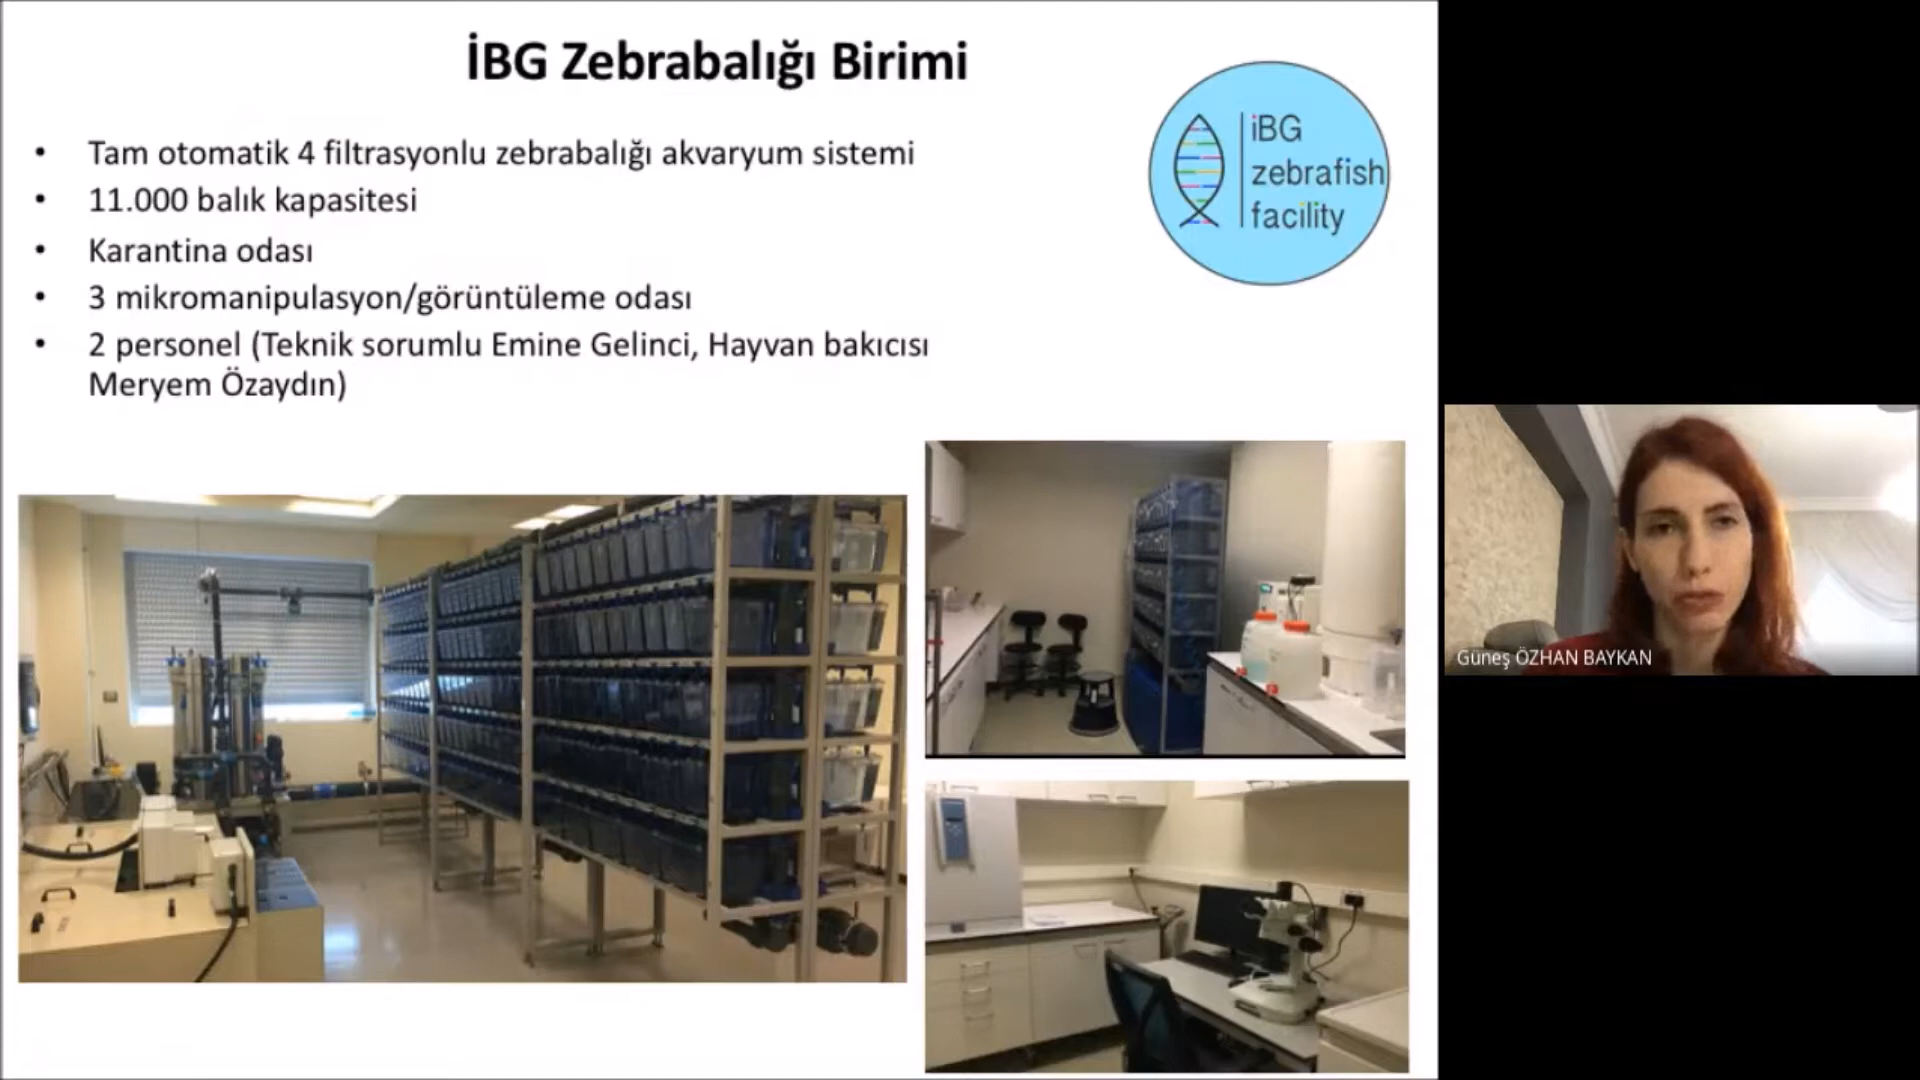 İBG Zebrabalığı Birimi
• Tam otomatik 4 filtrasyonlu zebrabalığı akvaryum sistemi
• 11.000 balık kapasitesi
• Karantina odası
• 3 mikromanipulasyon/görüntüleme odası
• 2 personel (Teknik sorumlu Emine Gelinci, Hayvan bakıcısı
Meryem Özaydın)
iBG
zebrafish
facility
Güneş ÖZHAN BAYKAN